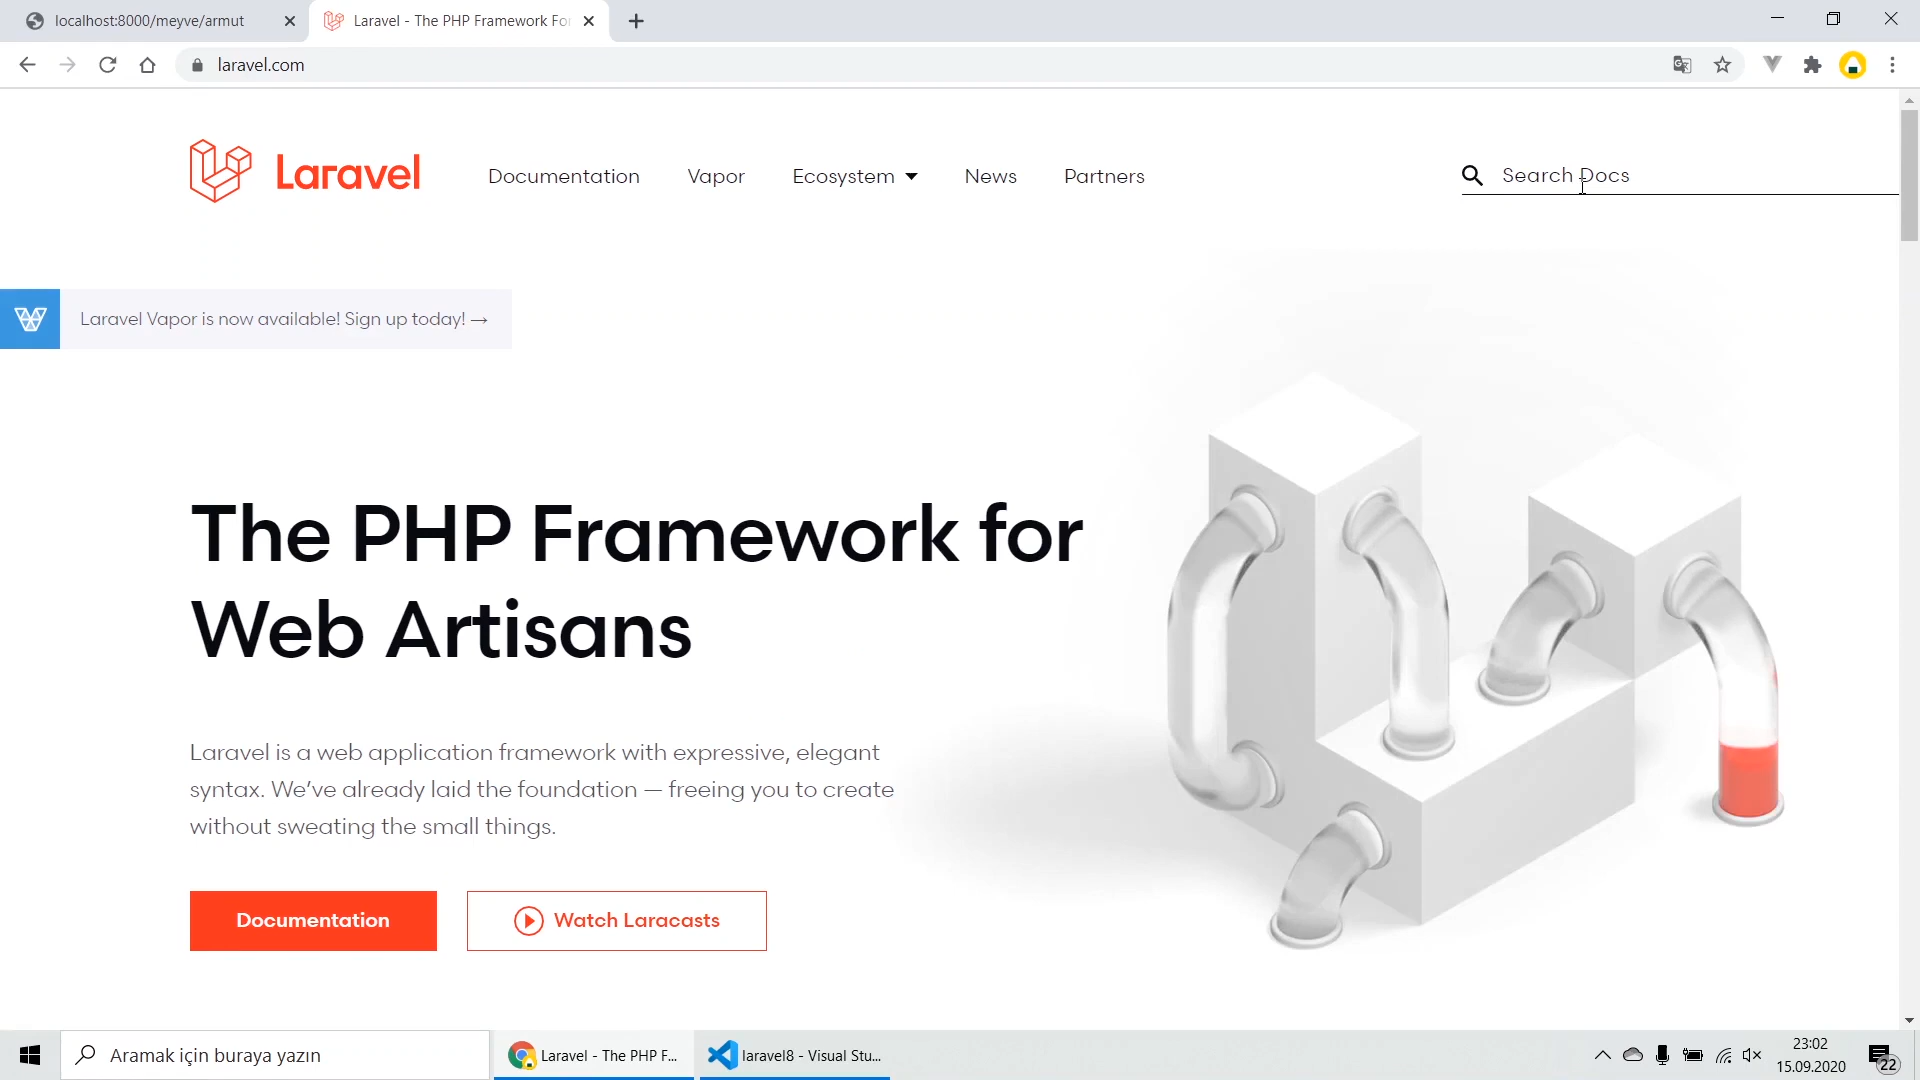 localhost:8000/meyve/armut
Laravel - The PHP Framework Fo
laravel.com
Laravel
Documentation
Vapor
Ecosystem
News
Partners
Search Docs
Laravel Vapor is now available! Sign up today! →
The PHP Framework for
Web Artisans
Laravel is a web application framework with expressive, elegant
syntax. We’ve already laid the foundation — freeing you to create
without sweating the small things.
Documentation
Watch Laracasts
Aramak için buraya yazın
Laravel - The PHP F...
laravel8 - Visual Stu...
23:02
15.09.2020
22